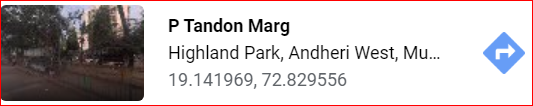 P Tandon Marg
Highland Park, Andheri West, Mu...
19.141969, 72.829556